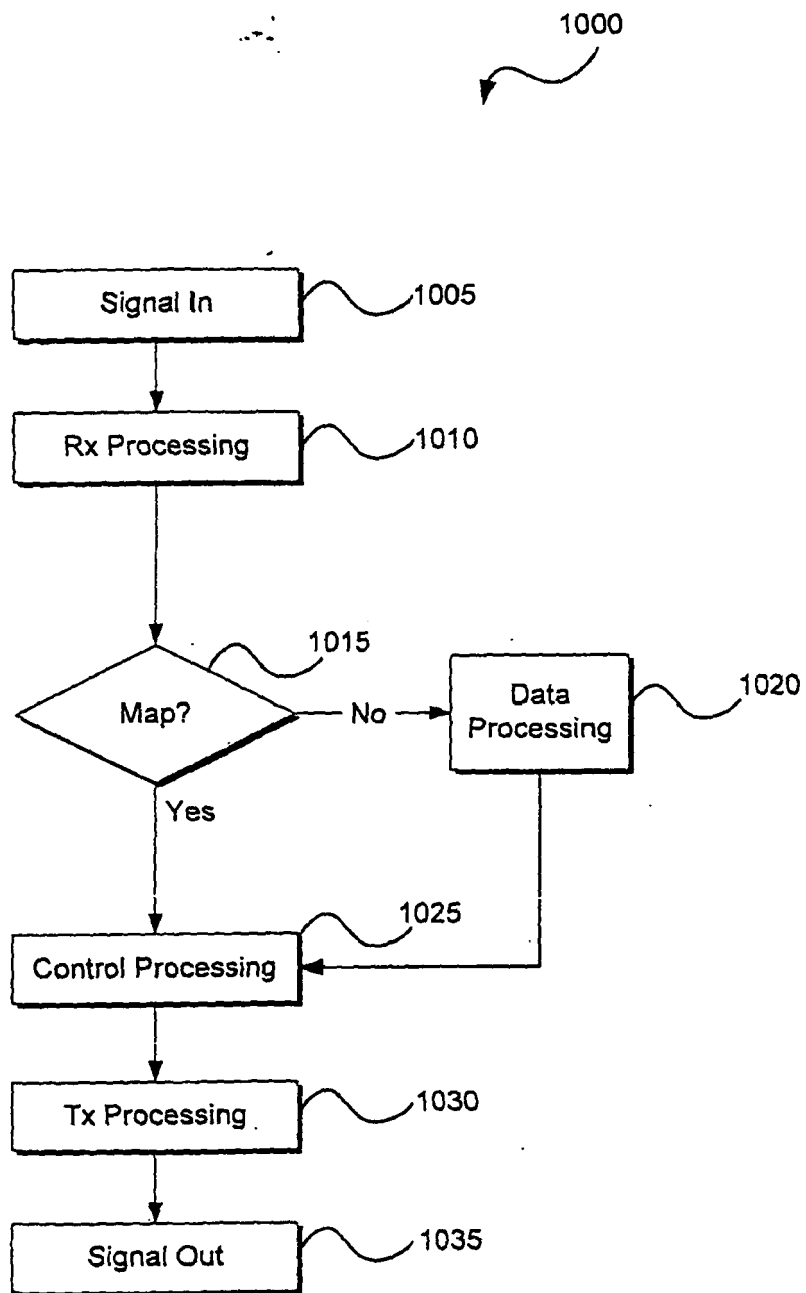 1000
Signal In
1005
Rx Processing
1010
1015
Map?
No
Data
Processing
1020
Yes
1025
Control Processing
Tx Processing
1030
Signal Out
1035